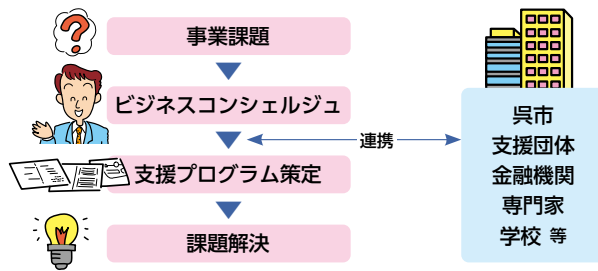 事業課題
ビジネスコンシェルジュ
連携
支援プログラム策定
課題解決
呉市
支援団体
金融機関
専門家
学校 等